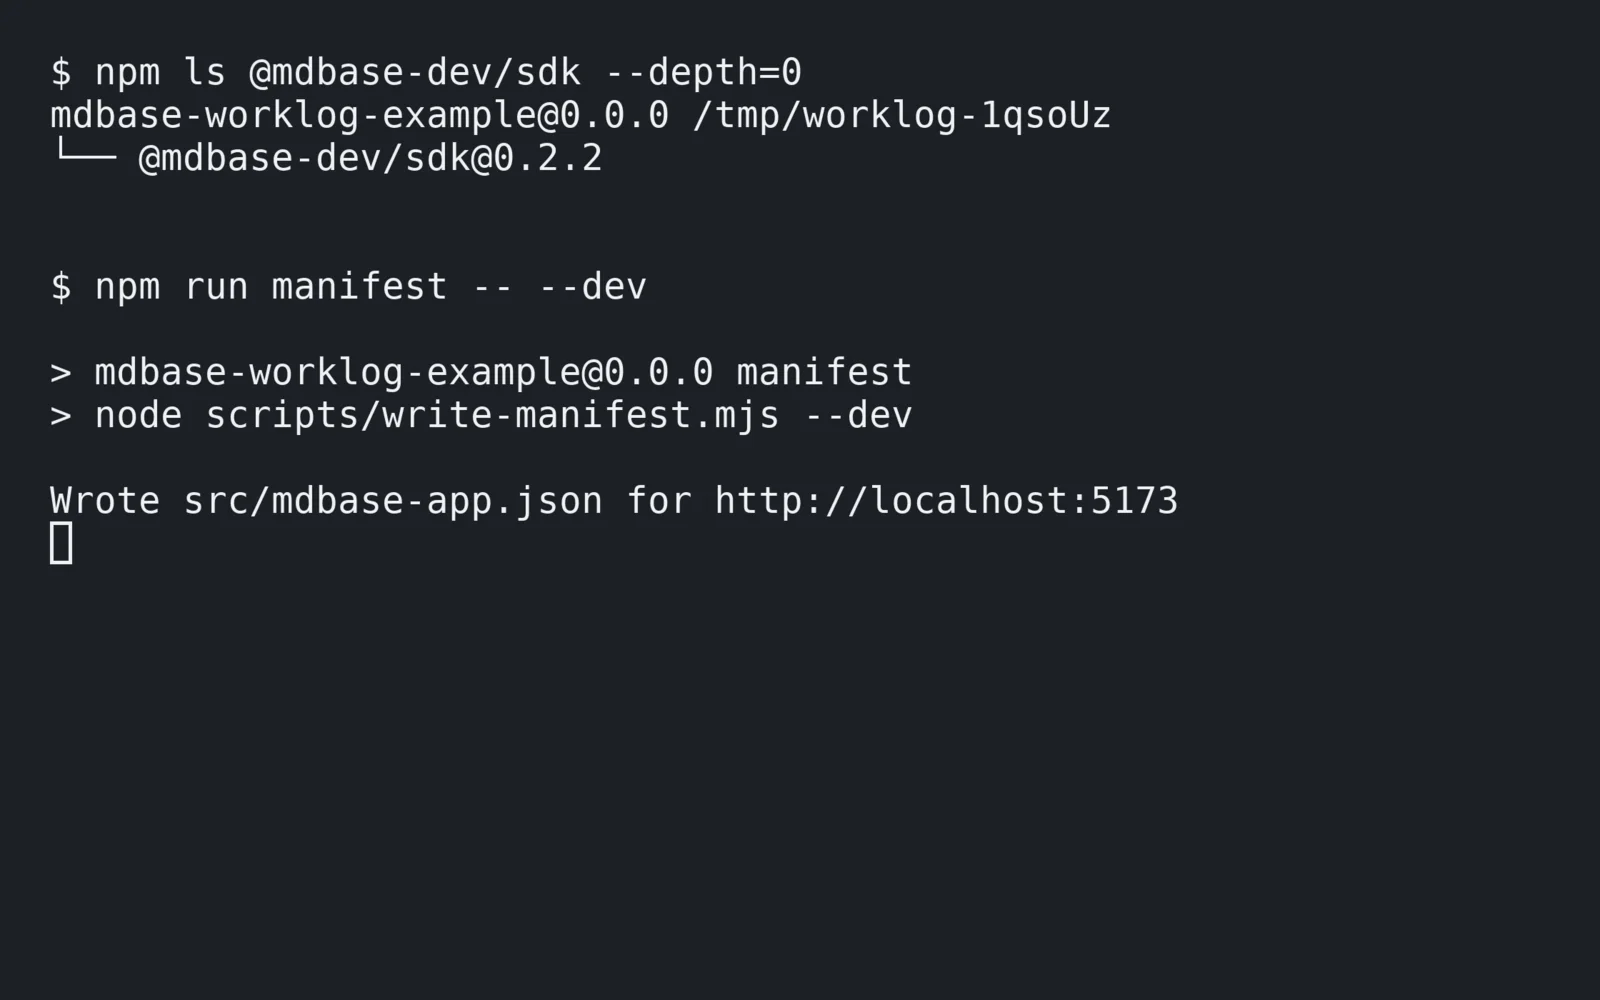 $ npm ls @mdbase-dev/sdk --depth=0
mdbase-worklog-example@0.0.0 /tmp/worklog-1qsoUz
└── @mdbase-dev/sdk@0.2.2
$ npm run manifest -- --dev
> mdbase-worklog-example@0.0.0 manifest
> node scripts/write-manifest.mjs --dev
Wrote src/mdbase-app.json for http://localhost:5173